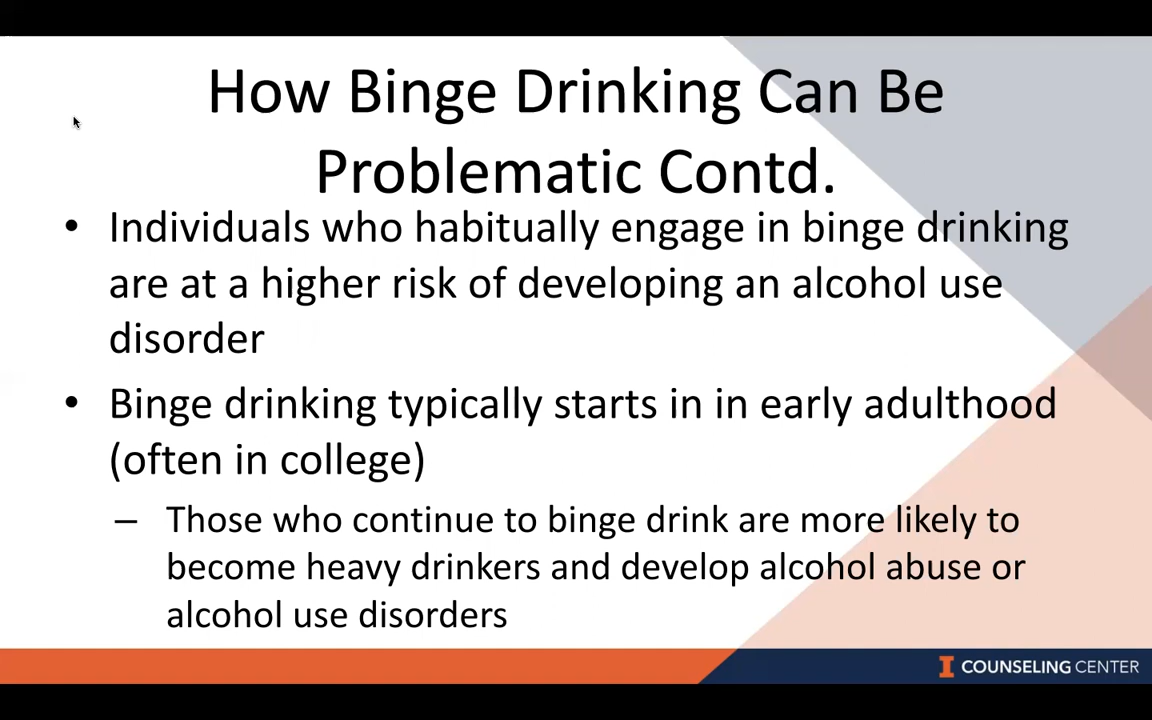 How Binge Drinking Can Be
Problematic Contd.
• Individuals who habitually engage in binge drinking
are at a higher risk of developing an alcohol use
disorder
• Binge drinking typically starts in in early adulthood
(often in college)
– Those who continue to binge drink are more likely to
become heavy drinkers and develop alcohol abuse or
alcohol use disorders
I COUNSELING CENTER